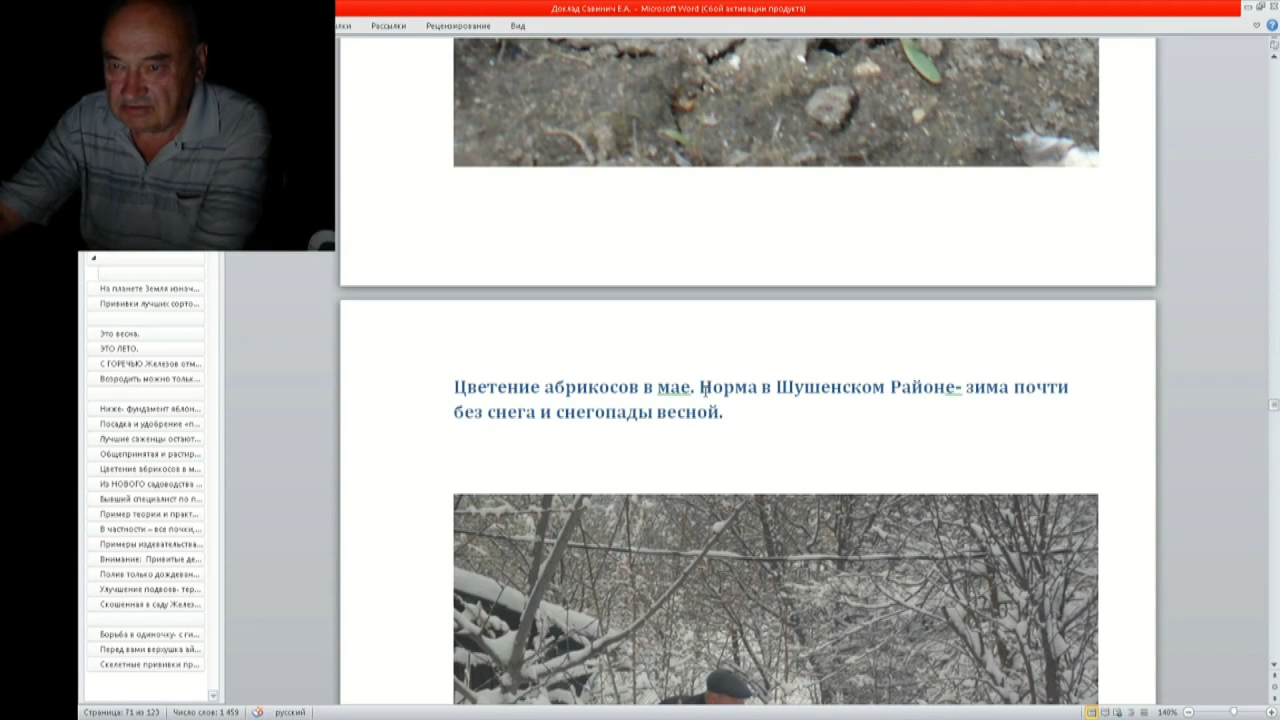 Доклад Савинич Е.А. - Microsoft Word (Сбой активации продукта)
Рассылки Рецензирование Вид
На планете Земля изнач...
Прививки лучших сорто...
Это весна.
ЭТО ЛЕТО.
С ГОРЕЧЬЮ Железов отм...
Возродить можно тольк...
Ниже- фундамент яблон...
Посадка и удобрение «п...
Лучшие саженцы остают...
Общепринятая и растир...
Цветение абрикосов в м...
Из НОВОГО садоводства ...
Бывший специалист по п...
Пример теории и практ...
В частности – все почки,...
Примеры издевательства...
Внимание: Привитые де...
Полив только дождеван...
Улучшение подвоев- тер...
Скошенная в саду Желез...
Борьба в одиночку- с ги...
Перед вами верхушка ай...
Скелетные прививки пр...
Цветение абрикосов в мае. Норма в Шушенском Районе- зима почти
без снега и снегопады весной.
Страница: 71 из 123 Число слов: 1 459 русский 140%